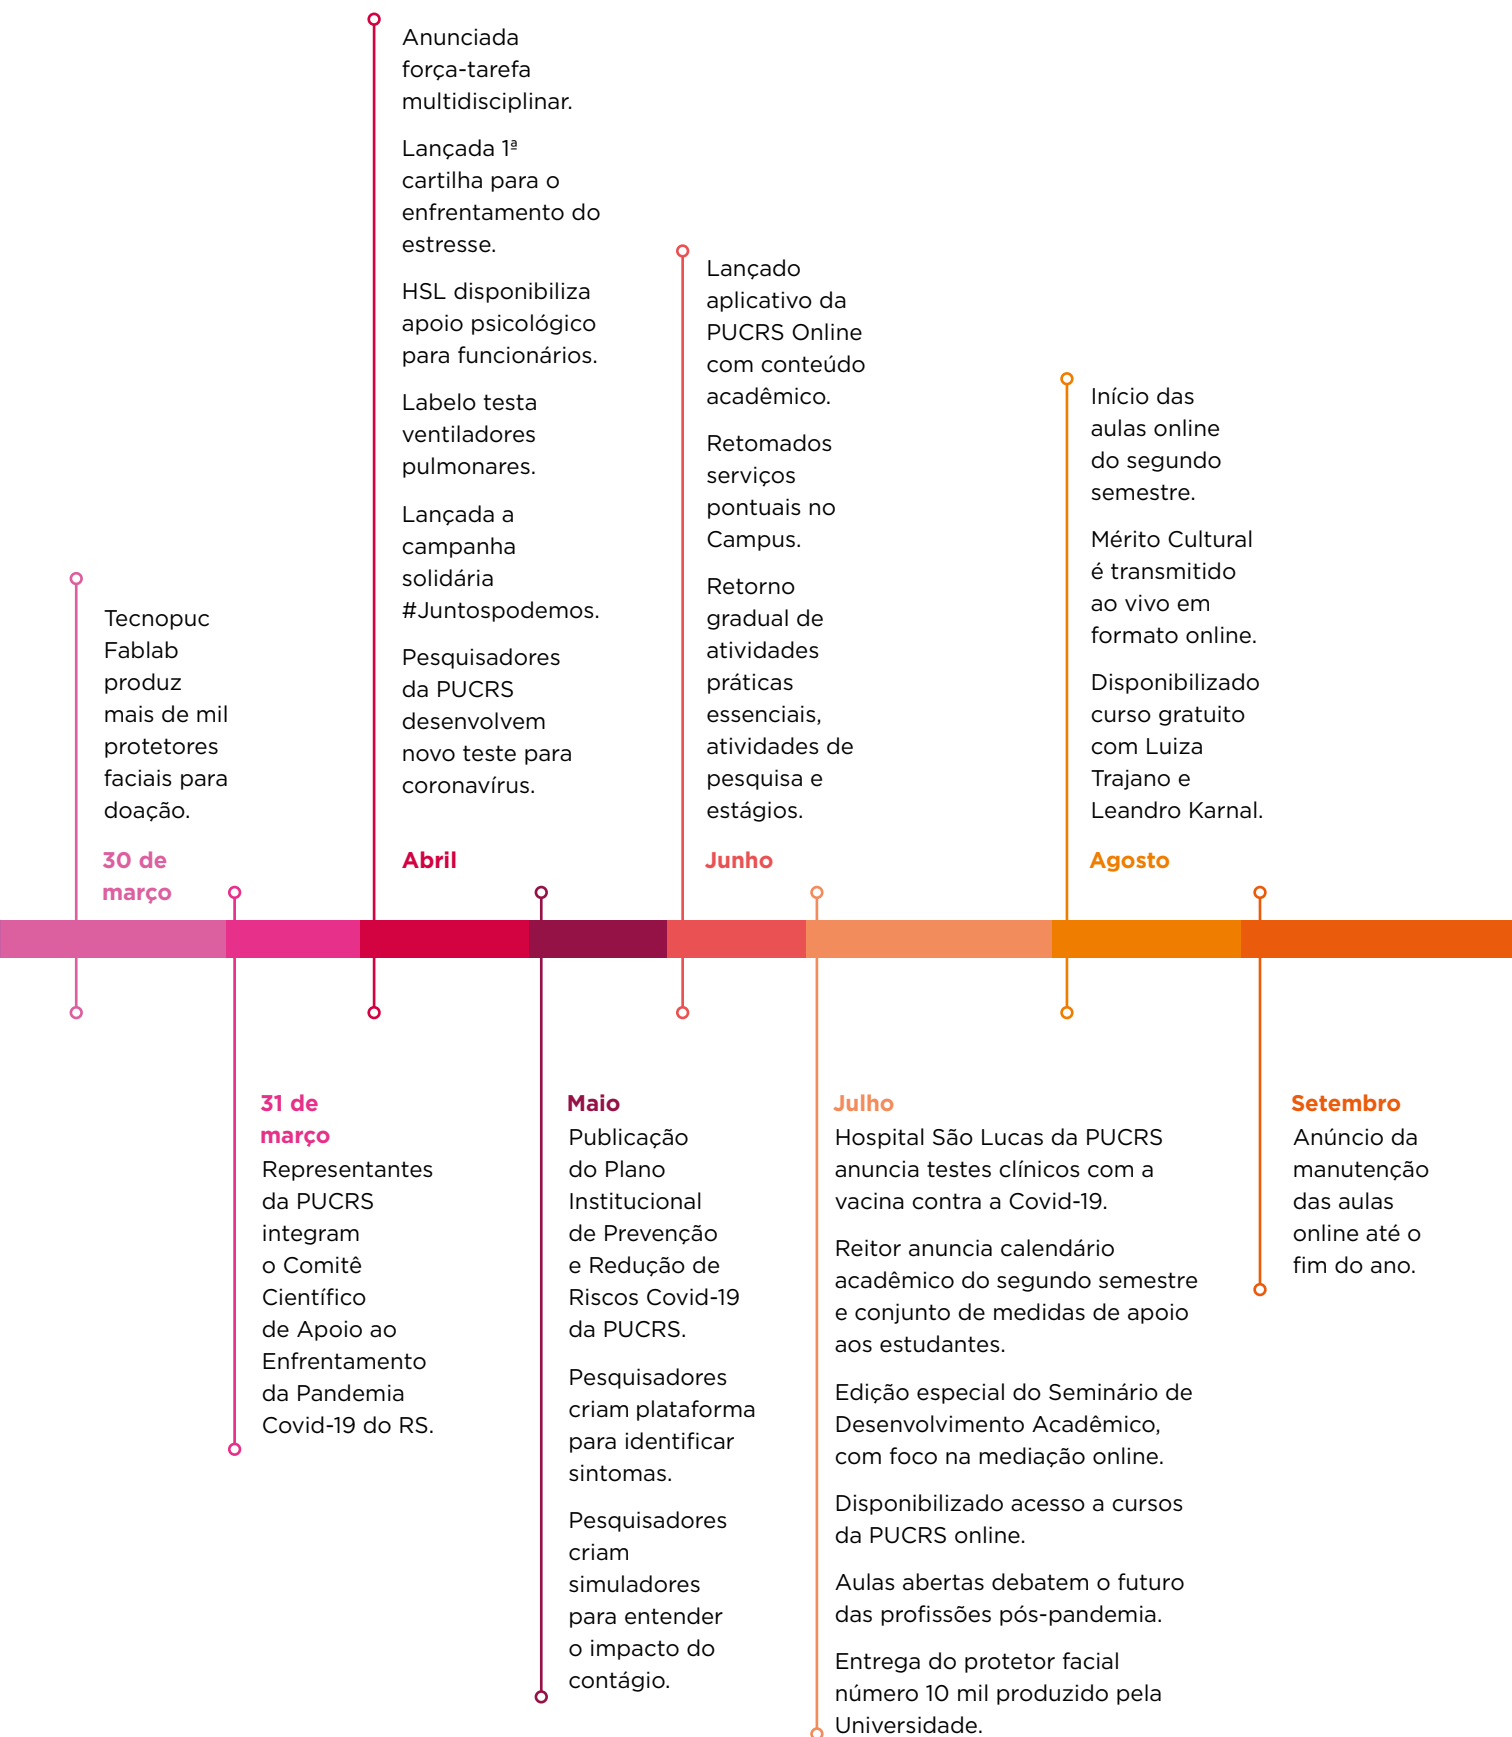 Tecnopuc
Fablab
produz
mais de mil
protetores
faciais para
doação.
30 de
março
31 de
março
Representantes
da PUCRS
integram
o Comitê
Científico
de Apoio ao
Enfrentamento
da Pandemia
Covid-19 do RS.
Anunciada
força-tarefa
multidisciplinar.
Lançada 1ª
cartilha para o
enfrentamento do
estresse.
HSL disponibiliza
apoio psicológico
para funcionários.
Labelo testa
ventiladores
pulmonares.
Lançada a
campanha
solidária
#Juntospodemos.
Pesquisadores
da PUCRS
desenvolvem
novo teste para
coronavírus.
Abril
Maio
Publicação
do Plano
Institucional
de Prevenção
e Redução de
Riscos Covid-19
da PUCRS.
Pesquisadores
criam plataforma
para identificar
sintomas.
Pesquisadores
criam
simuladores
para entender
o impacto do
contágio.
Lançado
aplicativo da
PUCRS Online
com conteúdo
acadêmico.
Retomados
serviços
pontuais no
Campus.
Retorno
gradual de
atividades
práticas
essenciais,
atividades de
pesquisa e
estágios.
Junho
Julho
Hospital São Lucas da PUCRS
anuncia testes clínicos com a
vacina contra a Covid-19.
Reitor anuncia calendário
acadêmico do segundo semestre
e conjunto de medidas de apoio
aos estudantes.
Edição especial do Seminário de
Desenvolvimento Acadêmico,
com foco na mediação online.
Disponibilizado acesso a cursos
da PUCRS online.
Aulas abertas debatem o futuro
das profissões pós-pandemia.
Entrega do protetor facial
número 10 mil produzido pela
Universidade.
Início das
aulas online
do segundo
semestre.
Mérito Cultural
é transmitido
ao vivo em
formato online.
Disponibilizado
curso gratuito
com Luiza
Trajano e
Leandro Karnal.
Agosto
Setembro
Anúncio da
manutenção
das aulas
online até o
fim do ano.